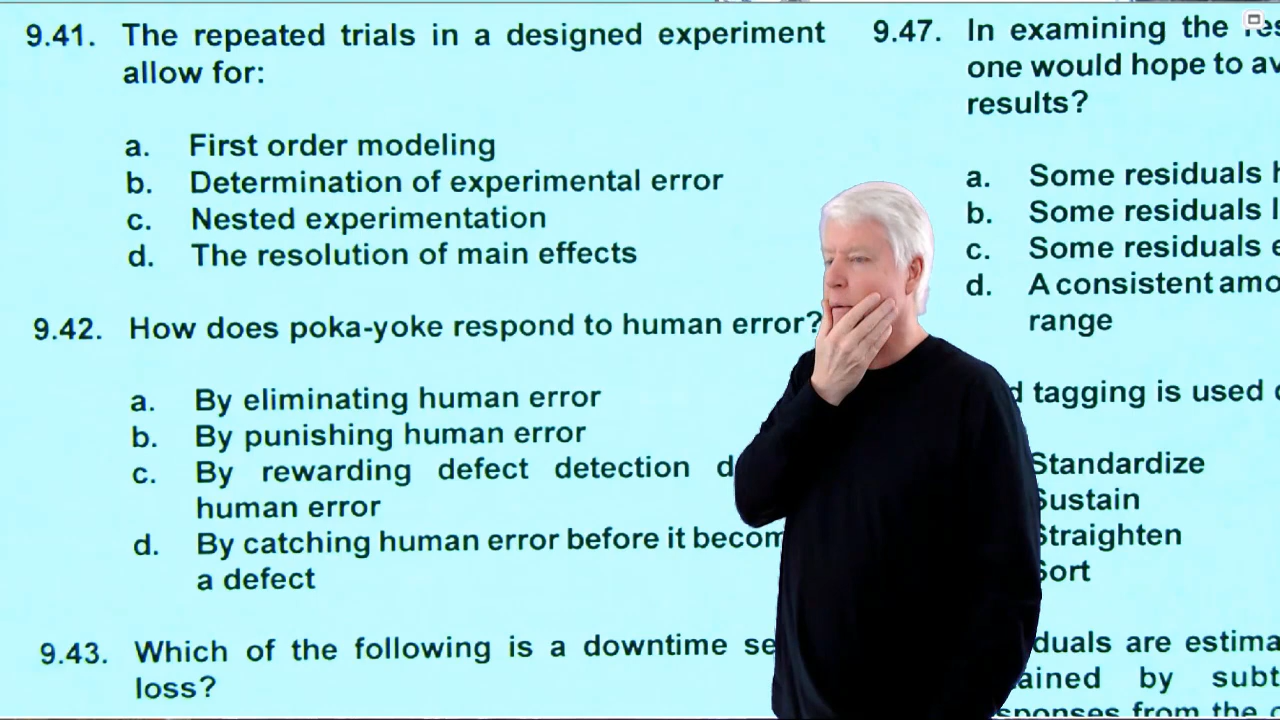 9.41. The repeated trials in a designed experiment
allow for:
a. First order modeling
b. Determination of experimental error
c. Nested experimentation
d. The resolution of main effects
9.42. How does poka-yoke respond to human error?
a. By eliminating human error
b. By punishing human error
c. By rewarding defect detection
human error
d. By catching human error before it
a defect
9.43. Which of the following is a downtime
loss?
9.47. In examining the
one would hope to
results?
a. Some residuals
b. Some residuals
c. Some residuals
d. A consistent
range
tagging is used
Standardize
Sustain
Straighten
Sort
are
by
from the